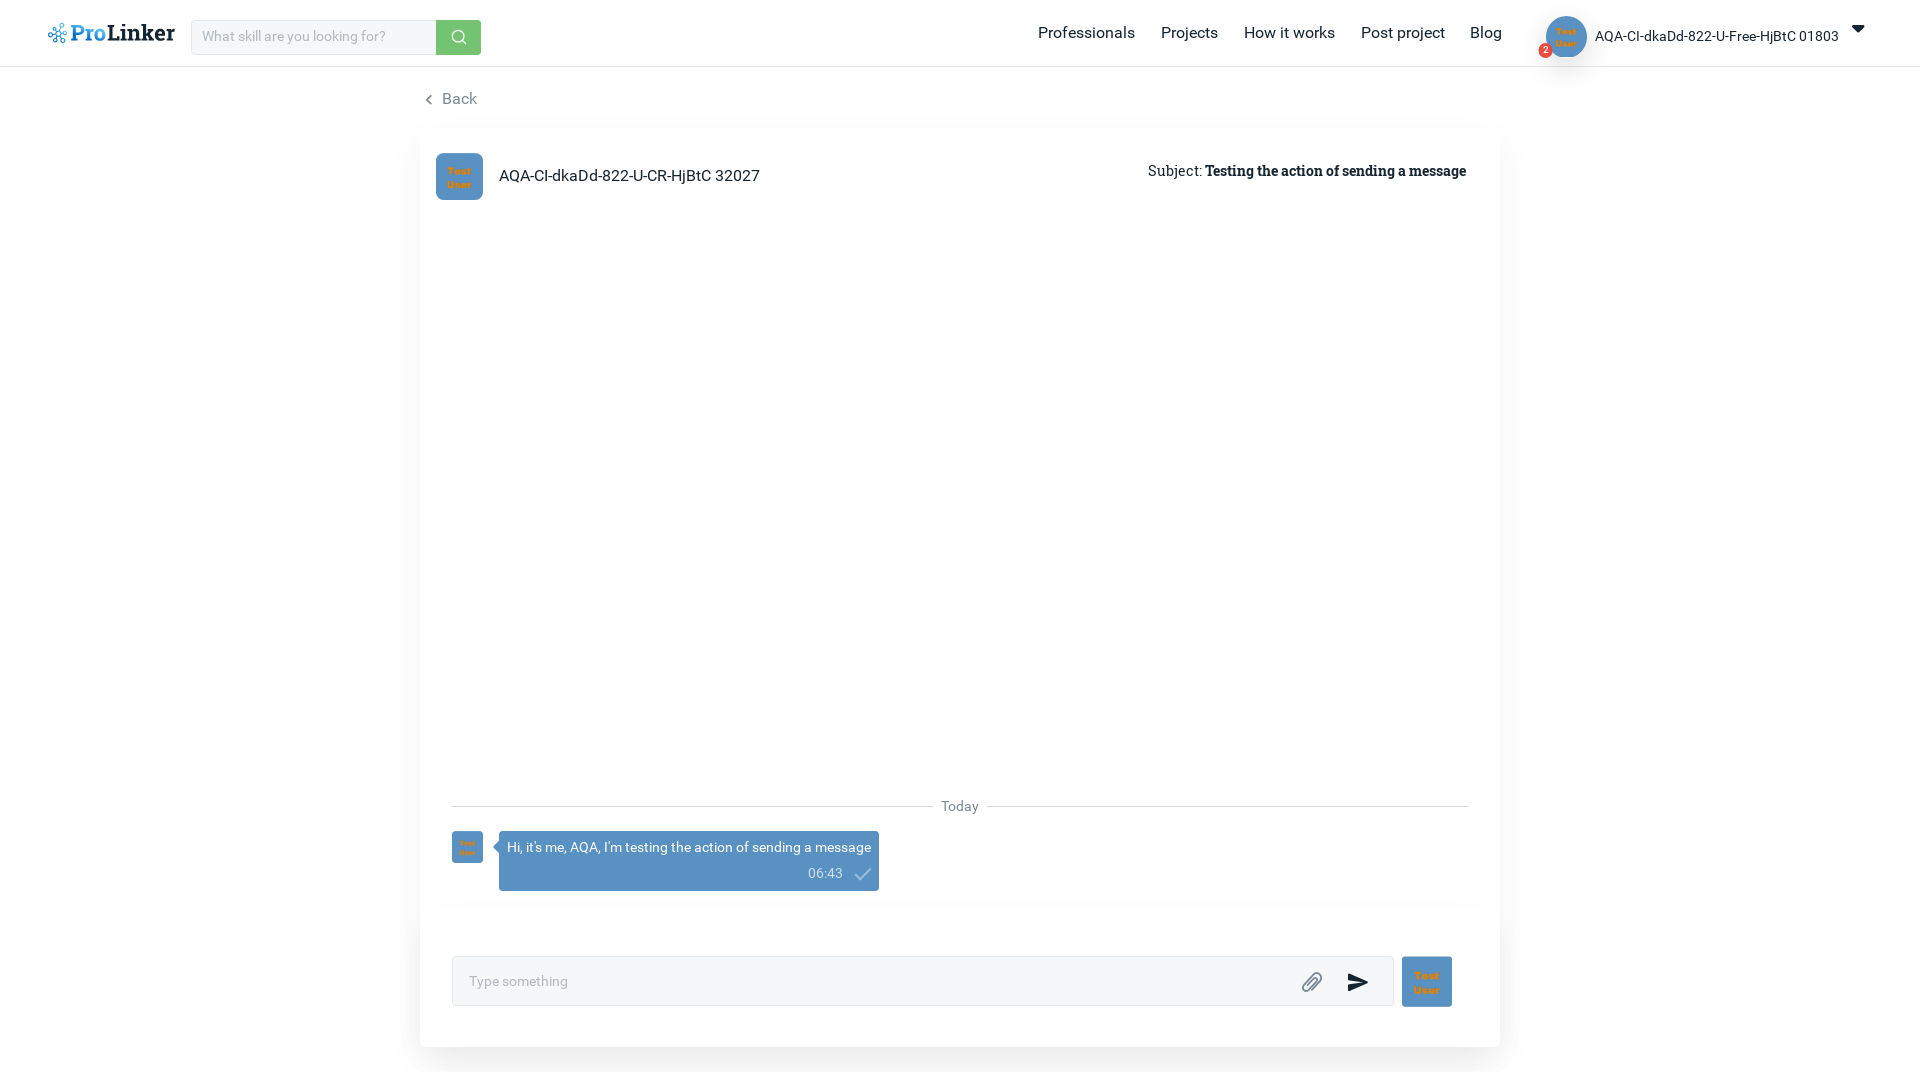 ProLinker
What skill are you looking for?
Professionals
Projects
How it works
Post project
Blog
Test
User
2
AQA-CI-dkaDd-822-U-Free-HjBtC 01803
Back
Test
User
AQA-CI-dkaDd-822-U-CR-HjBtC 32027
Subject: Testing the action of sending a message
Today
Test
User
Hi, it's me, AQA, I'm testing the action of sending a message
06:43
Type something
Test
User